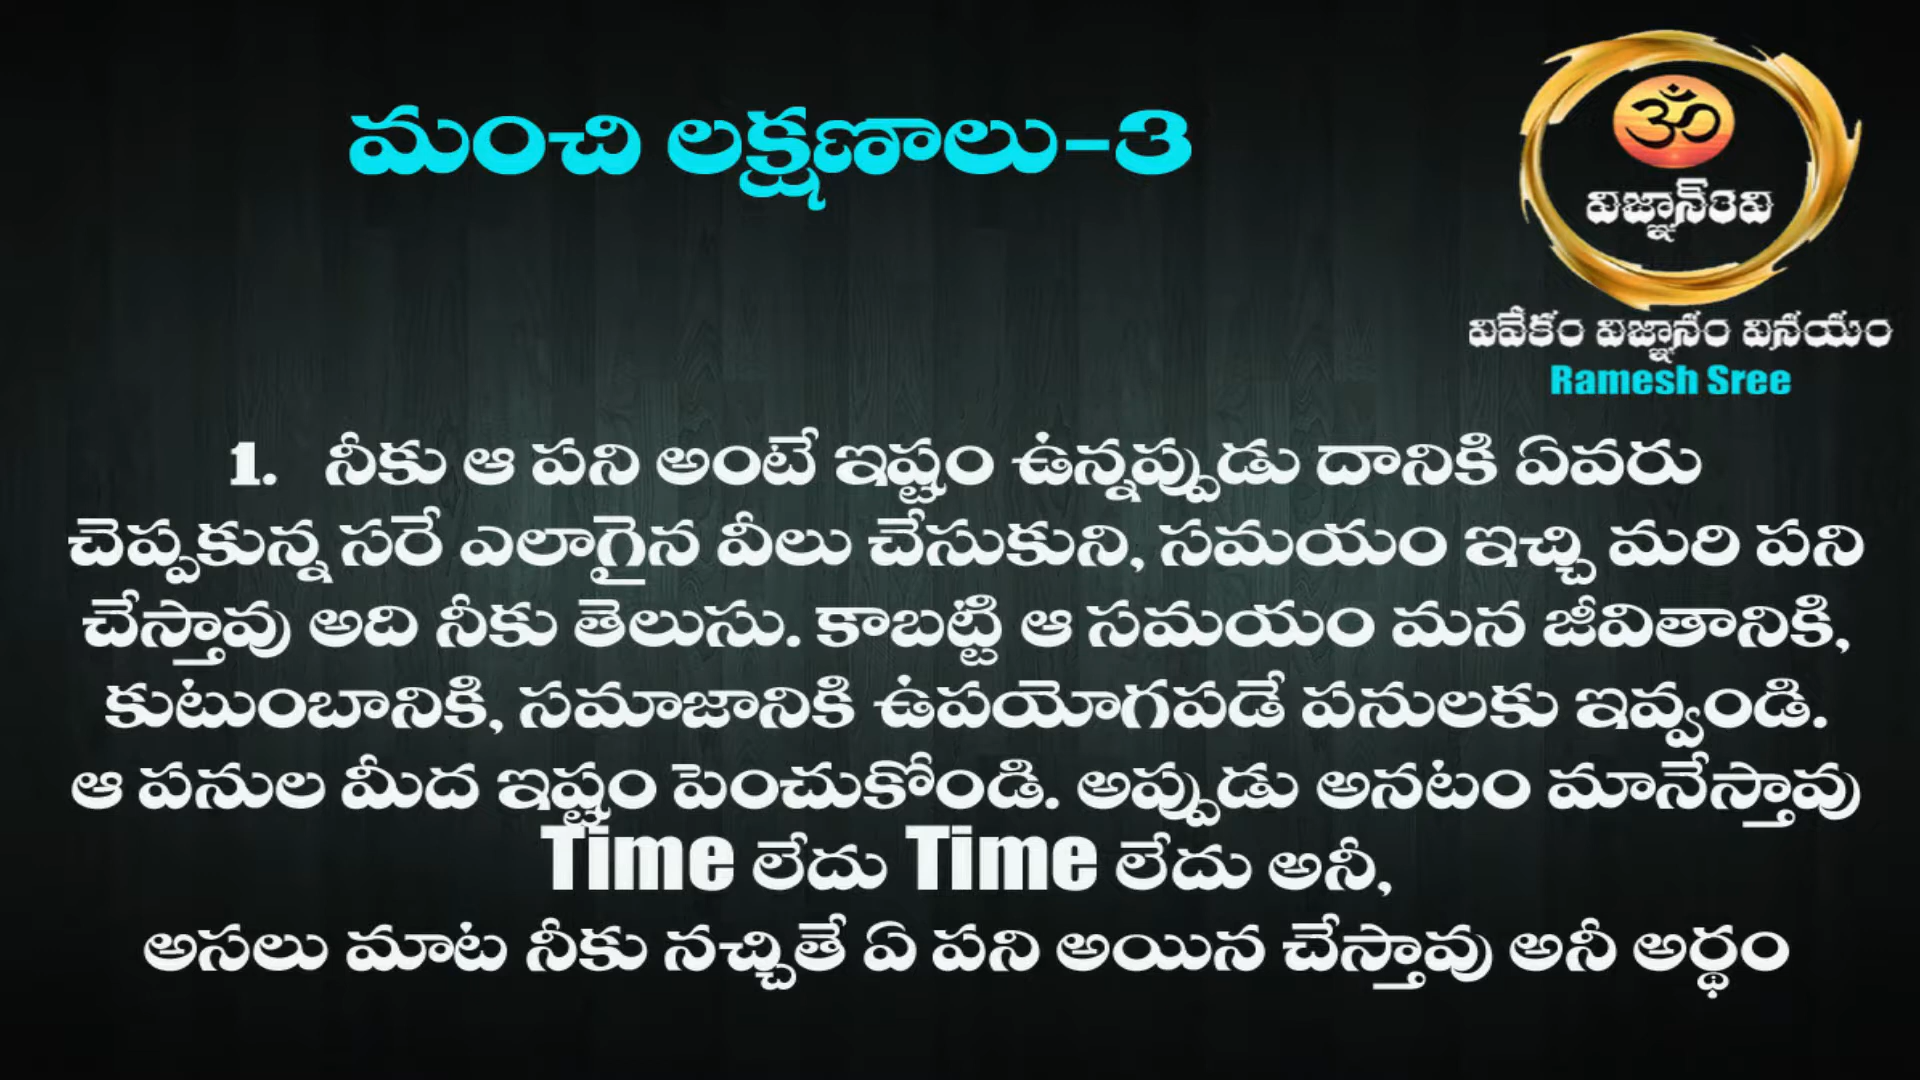 మంచి లక్షణాలు-3
ॐ
విజ్ఞాన్‌రవి
వివేకం విజ్ఞానం వినయం
Ramesh Sree
1. నీకు ఆ పని అంటే ఇష్టం ఉన్నప్పుడు దానికి ఏవరు
చెప్పకున్న సరే ఎలాగైన వీలు చేసుకుని, సమయం ఇచ్చి మరి పని
చేస్తావు అది నీకు తెలుసు. కాబట్టి ఆ సమయం మన జీవితానికి,
కుటుంబానికి, సమాజానికి ఉపయోగపడే పనులకు ఇవ్వండి.
ఆ పనుల మీద ఇష్టం పెంచుకోండి. అప్పుడు అనటం మానేస్తావు
Time లేదు Time లేదు అనీ,
అసలు మాట నీకు నచ్చితే ఏ పని అయిన చేస్తావు అనీ అర్థం